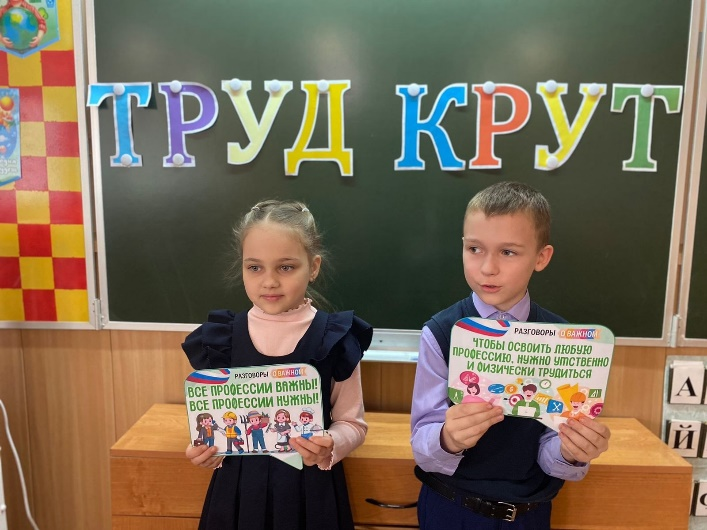 ТРУД КРУТ
РАЗГОВОРЫ О ВАЖНОМ
ВСЕ ПРОФЕССИИ ВАЖНЫ!
ВСЕ ПРОФЕССИИ НУЖНЫ!
РАЗГОВОРЫ О ВАЖНОМ
ЧТОБЫ ОСВОИТЬ ЛЮБУЮ
ПРОФЕССИЮ, НУЖНО УМСТВЕННО
И ФИЗИЧЕСКИ ТРУДИТЬСЯ
А
Й